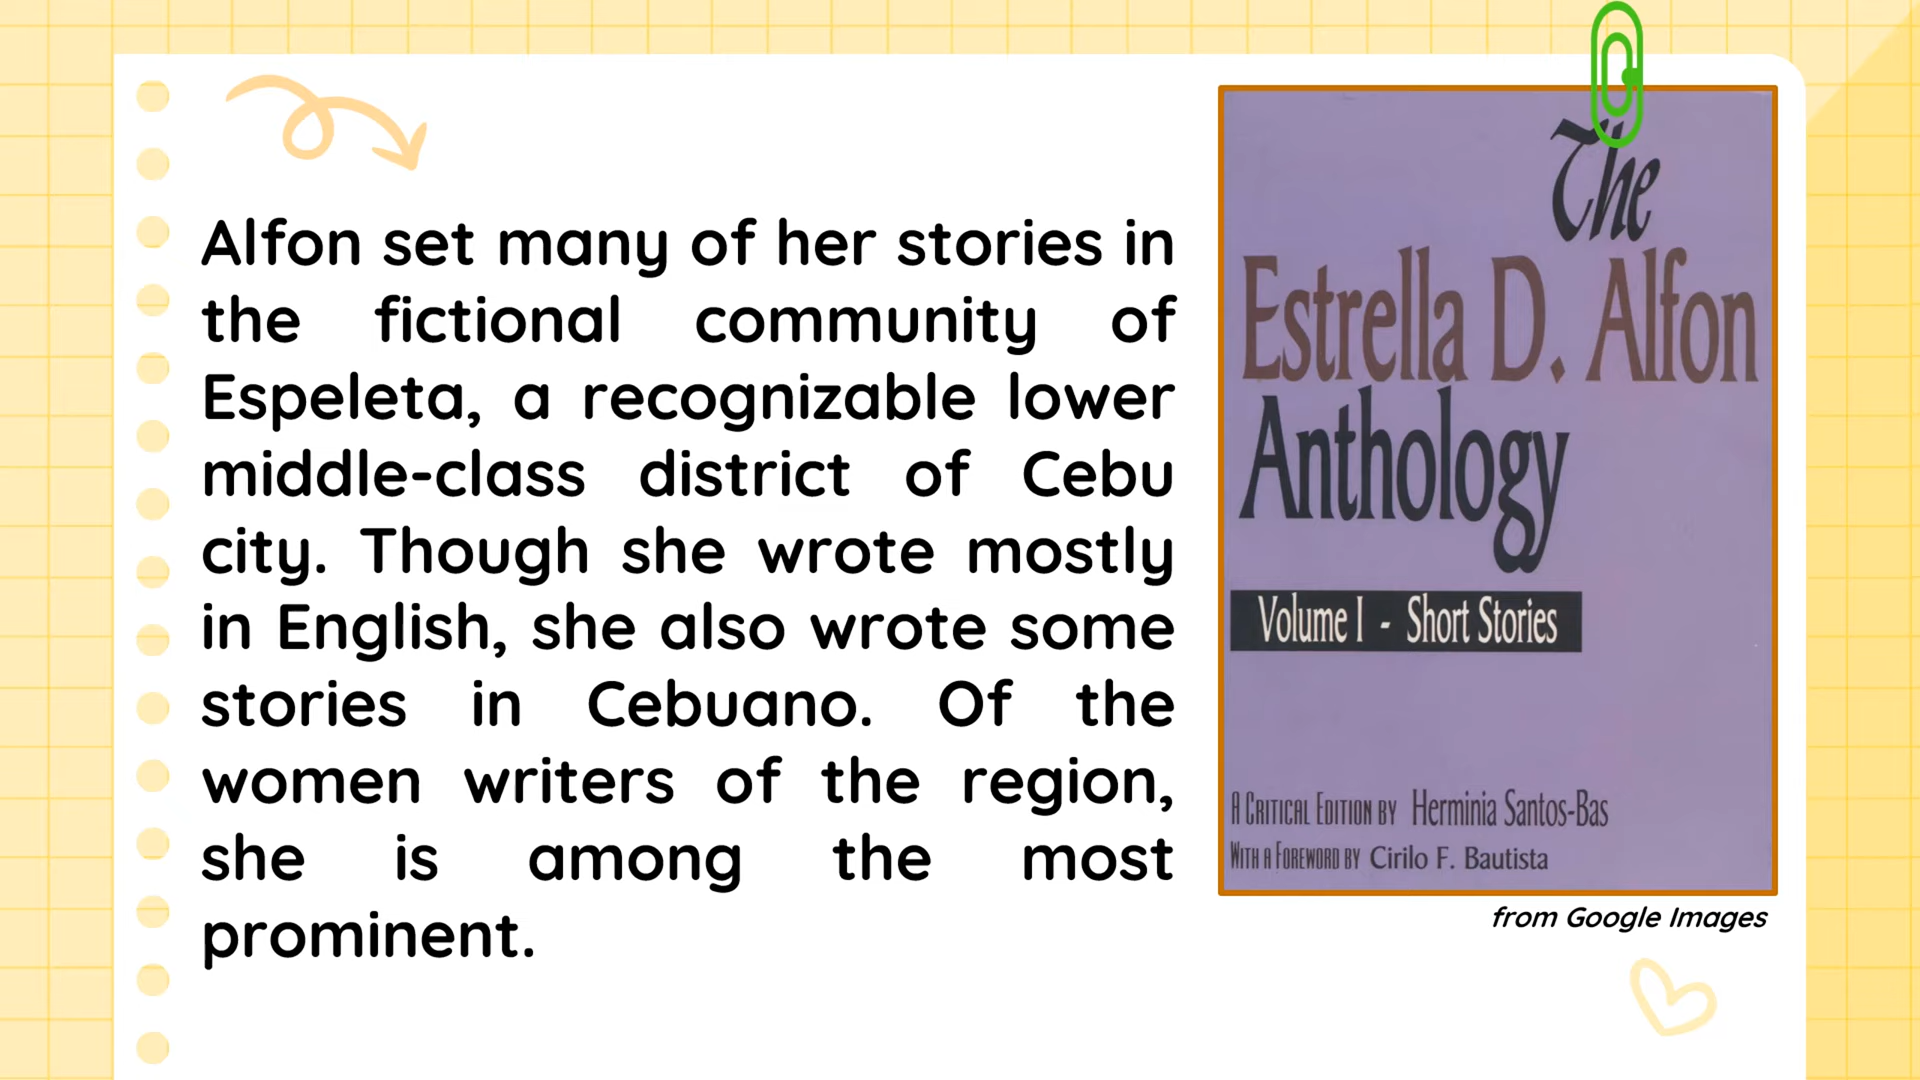 Alfon set many of her stories in
the fictional community of
Espeleta, a recognizable lower
middle-class district of Cebu
city. Though she wrote mostly
in English, she also wrote some
stories in Cebuano. Of the
women writers of the region,
she is among the most
prominent.
The
Estrella D. Alfon
Anthology
Volume I - Short Stories
A CRITICAL EDITION BY Herminia Santos-Bas
WITH A FOREWORD BY Cirilo F. Bautista
from Google Images